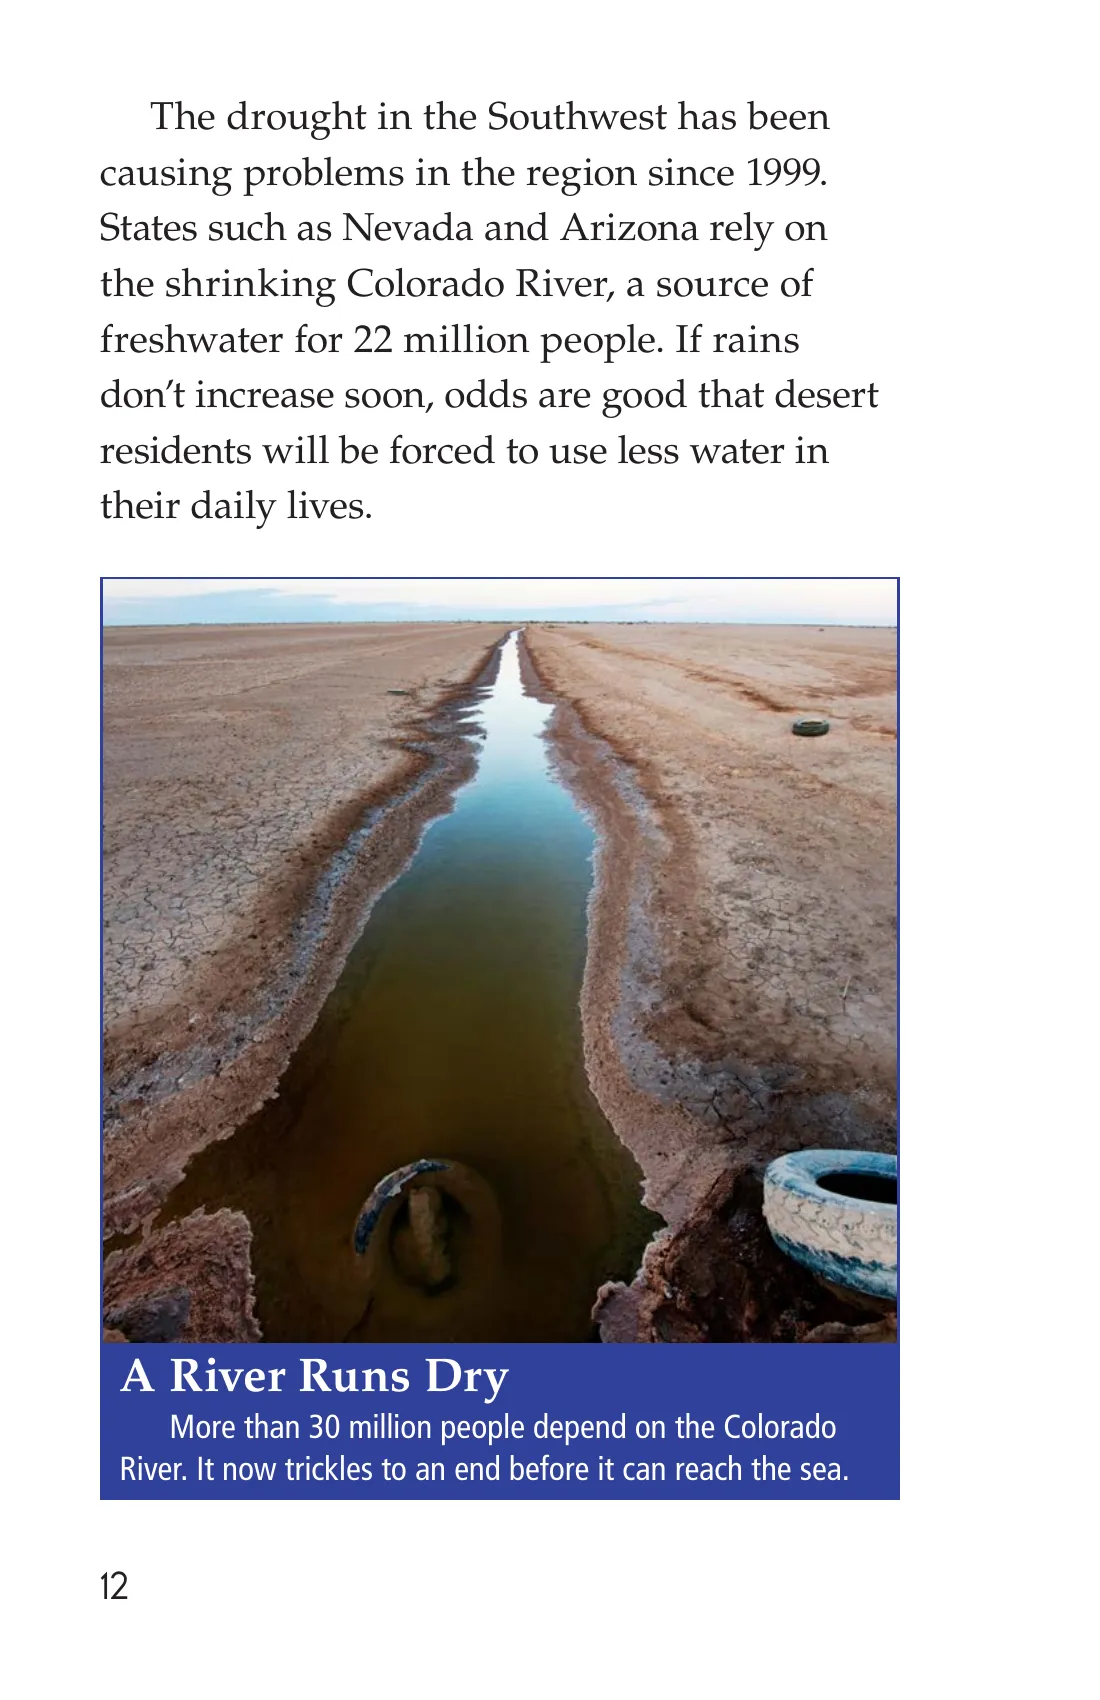 The drought in the Southwest has been
causing problems in the region since 1999.
States such as Nevada and Arizona rely on
the shrinking Colorado River, a source of
freshwater for 22 million people. If rains
don’t increase soon, odds are good that desert
residents will be forced to use less water in
their daily lives.
A River Runs Dry
More than 30 million people depend on the Colorado
River. It now trickles to an end before it can reach the sea.
12